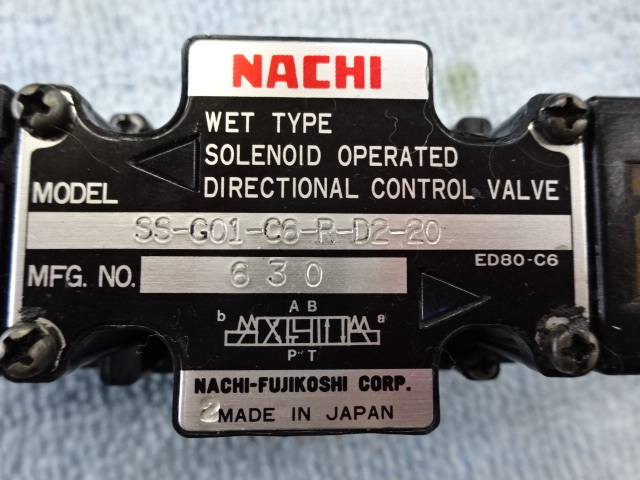 NACHI
WET TYPE
SOLENOID OPERATED
DIRECTIONAL CONTROL VALVE
MODEL
SS-G01-C6-R-D2-20
ED80-C6
MFG. NO. 630
A B
b a
P T
NACHI-FUJIKOSHI CORP.
2 MADE IN JAPAN